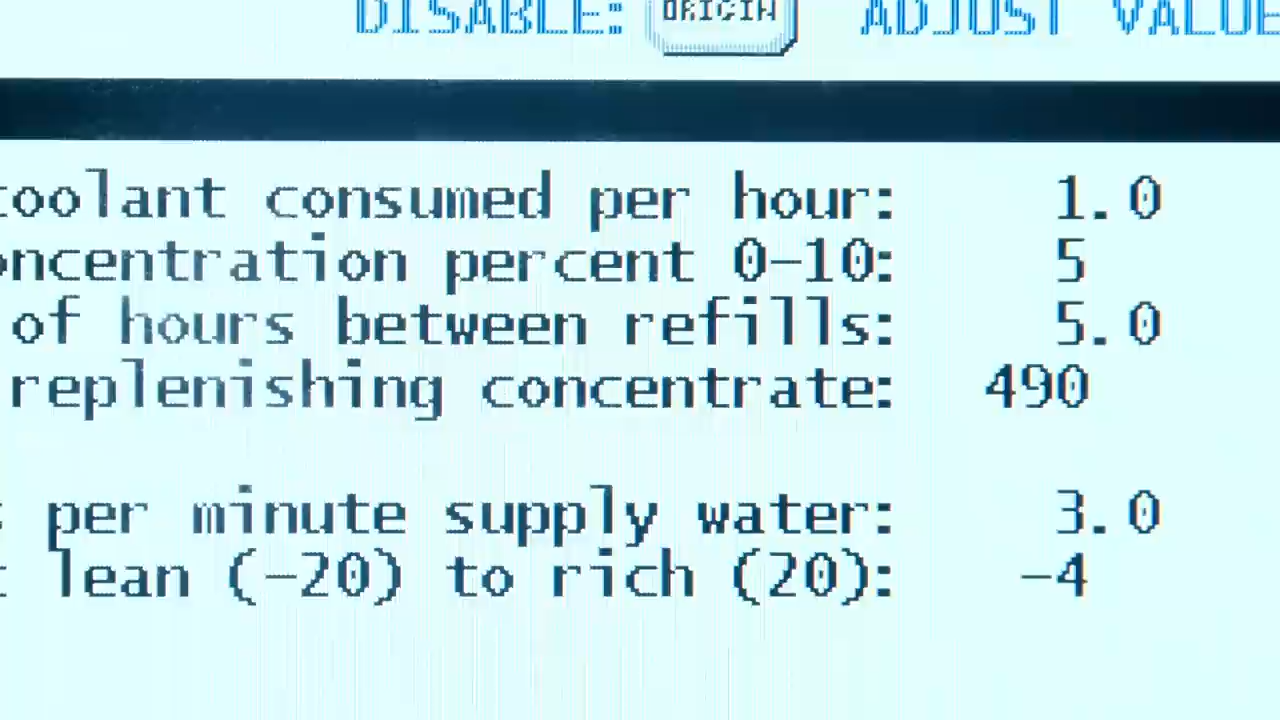 DISABLE: ORIGIN ADJUST VALUE
coolant consumed per hour: 1.0
oncentration percent 0-10: 5
of hours between refills: 5.0
replenishing concentrate: 490
s per minute supply water: 3.0
t lean (-20) to rich (20): -4